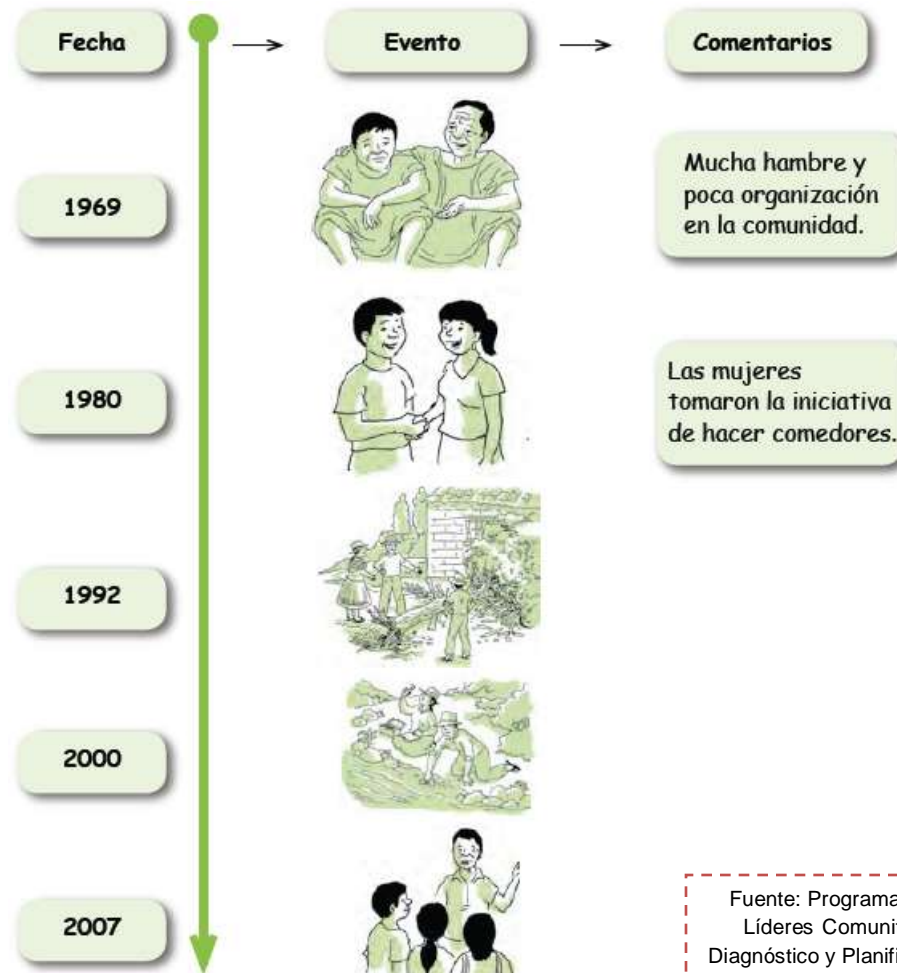 Fecha
Evento
Comentarios
1969
Mucha hambre y
poca organización
en la comunidad.
1980
Las mujeres
tomaron la iniciativa
de hacer comedores.
1992
2000
2007
Fuente: Programa
Líderes Comunit
Diagnóstico y Planifi